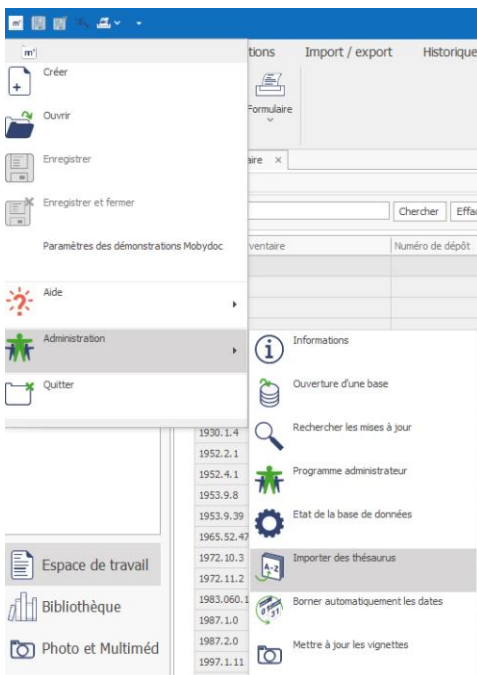 m'
m'
tions Import / export Historique
Créer
Ouvrir
Formulaire
Enregistrer
aire ×
Enregistrer et fermer
Chercher Effac
Paramètres des démonstrations Mobydoc
ventaire Numéro de dépôt
Aide
Administration
Informations
Quitter
Ouverture d'une base
1930.1.4
Rechercher les mises à jour
1952.2.1
1952.4.1
Programme administrateur
1953.9.8
1953.9.39
Etat de la base de données
1965.52.47
Espace de travail
1972.10.3
A-Z
Importer des thésaurus
1972.11.2
Bibliothèque
1983.060.1
Borner automatiquement les dates
1987.1.0
Photo et Multiméd
1987.2.0
Mettre à jour les vignettes
1997.1.11